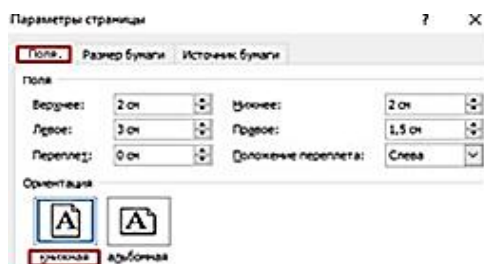 Параметры страницы ? ×
Поля. Размер бумаги Источник бумаги
Поля
Верхнее: 2 см Нижнее: 2 см
Левое: 3 см Правое: 1,5 см
Переплет: 0 см Положение переплета: Слева
Ориентация
A A
книжная альбомная